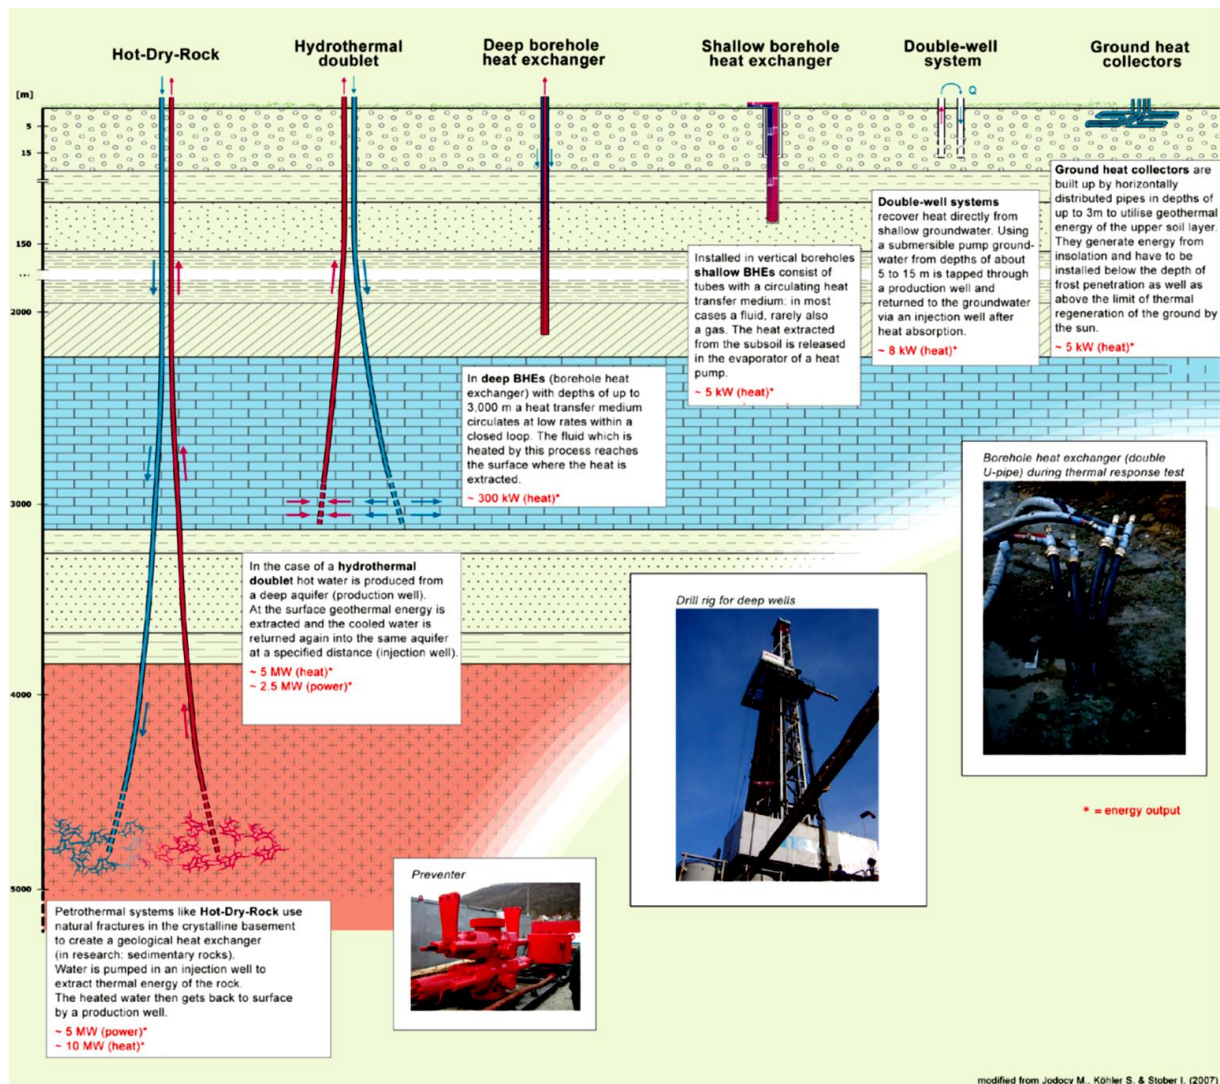 Hot-Dry-Rock
Hydrothermal
doublet
Deep borehole
heat exchanger
Shallow borehole
heat exchanger
Double-well
system
Ground heat
collectors
[m]
5
15
150
...
2000
3000
4000
5000
Q
Ground heat collectors are
built up by horizontally
distributed pipes in depths of
up to 3m to utilise geothermal
energy of the upper soil layer.
They generate energy from
insolation and have to be
installed below the depth of
frost penetration as well as
above the limit of thermal
regeneration of the ground by
the sun.
~ 5 kW (heat)*
Double-well systems
recover heat directly from
shallow groundwater. Using
a submersible pump ground-
water from depths of about
5 to 15 m is tapped through
a production well and
returned to the groundwater
via an injection well after
heat absorption.
~ 8 kW (heat)*
Installed in vertical boreholes
shallow BHEs consist of
tubes with a circulating heat
transfer medium: in most
cases a fluid, rarely also
a gas. The heat extracted
from the subsoil is released
in the evaporator of a heat
pump.
~ 5 kW (heat)*
In deep BHEs (borehole heat
exchanger) with depths of up to
3,000 m a heat transfer medium
circulates at low rates within a
closed loop. The fluid which is
heated by this process reaches
the surface where the heat is
extracted.
~ 300 kW (heat)*
In the case of a hydrothermal
doublet hot water is produced from
a deep aquifer (production well).
At the surface geothermal energy is
extracted and the cooled water is
returned again into the same aquifer
at a specified distance (injection well).
~ 5 MW (heat)*
~ 2.5 MW (power)*
Borehole heat exchanger (double
U-pipe) during thermal response test
Drill rig for deep wells
* = energy output
Preventer
Petrothermal systems like Hot-Dry-Rock use
natural fractures in the crystalline basement
to create a geological heat exchanger
(in research: sedimentary rocks).
Water is pumped in an injection well to
extract thermal energy of the rock.
The heated water then gets back to surface
by a production well.
~ 5 MW (power)*
~ 10 MW (heat)*
modified from Jodocy M., Köhler S. & Stober I. (2007)